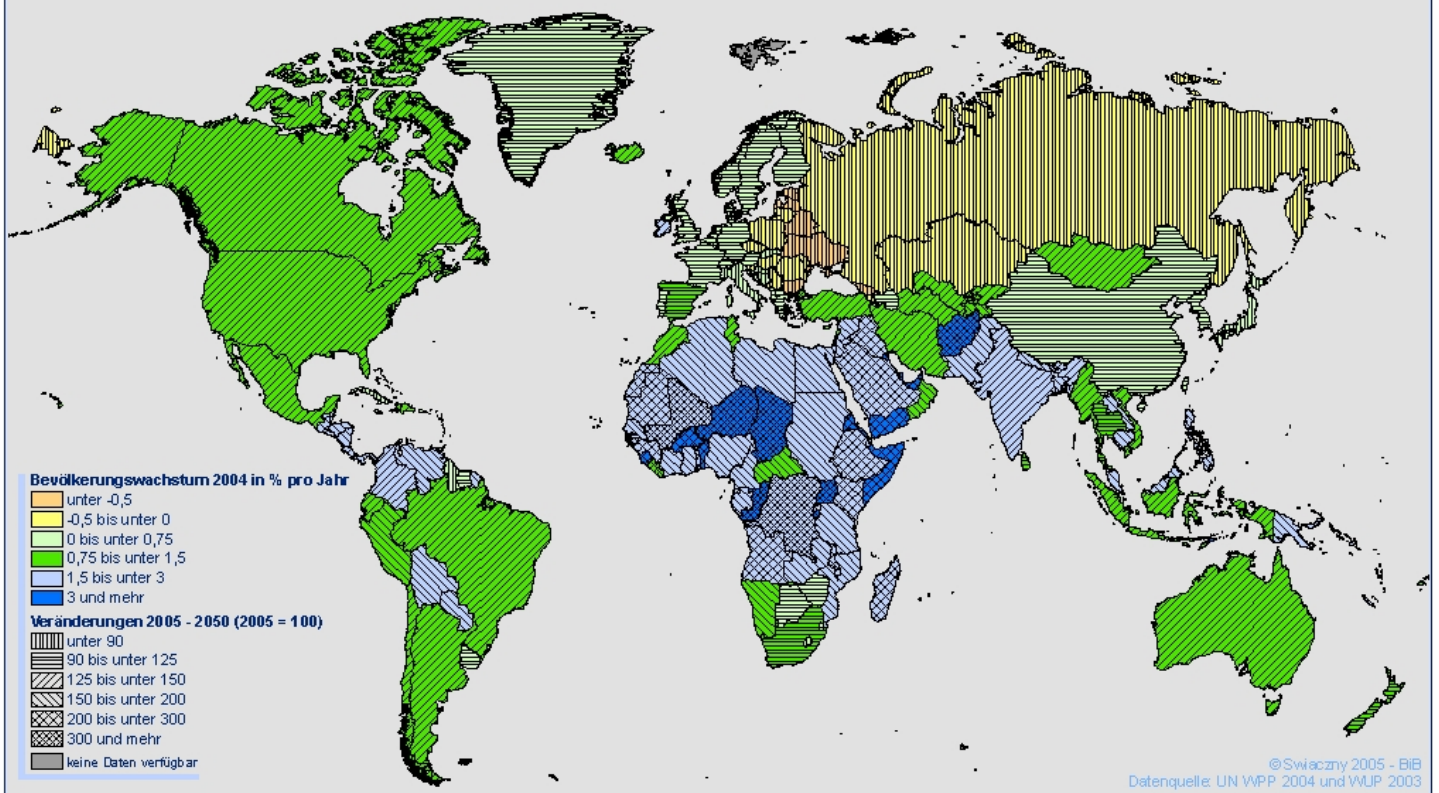 Bevölkerungswachstum 2004 in % pro Jahr
unter -0,5
-0,5 bis unter 0
0 bis unter 0,75
0,75 bis unter 1,5
1,5 bis unter 3
3 und mehr
Veränderungen 2005 - 2050 (2005 = 100)
unter 90
90 bis unter 125
125 bis unter 150
150 bis unter 200
200 bis unter 300
300 und mehr
keine Daten verfügbar
©Swiaczny 2005 - BiB
Datenquelle: UN WPP 2004 und WUP 2003